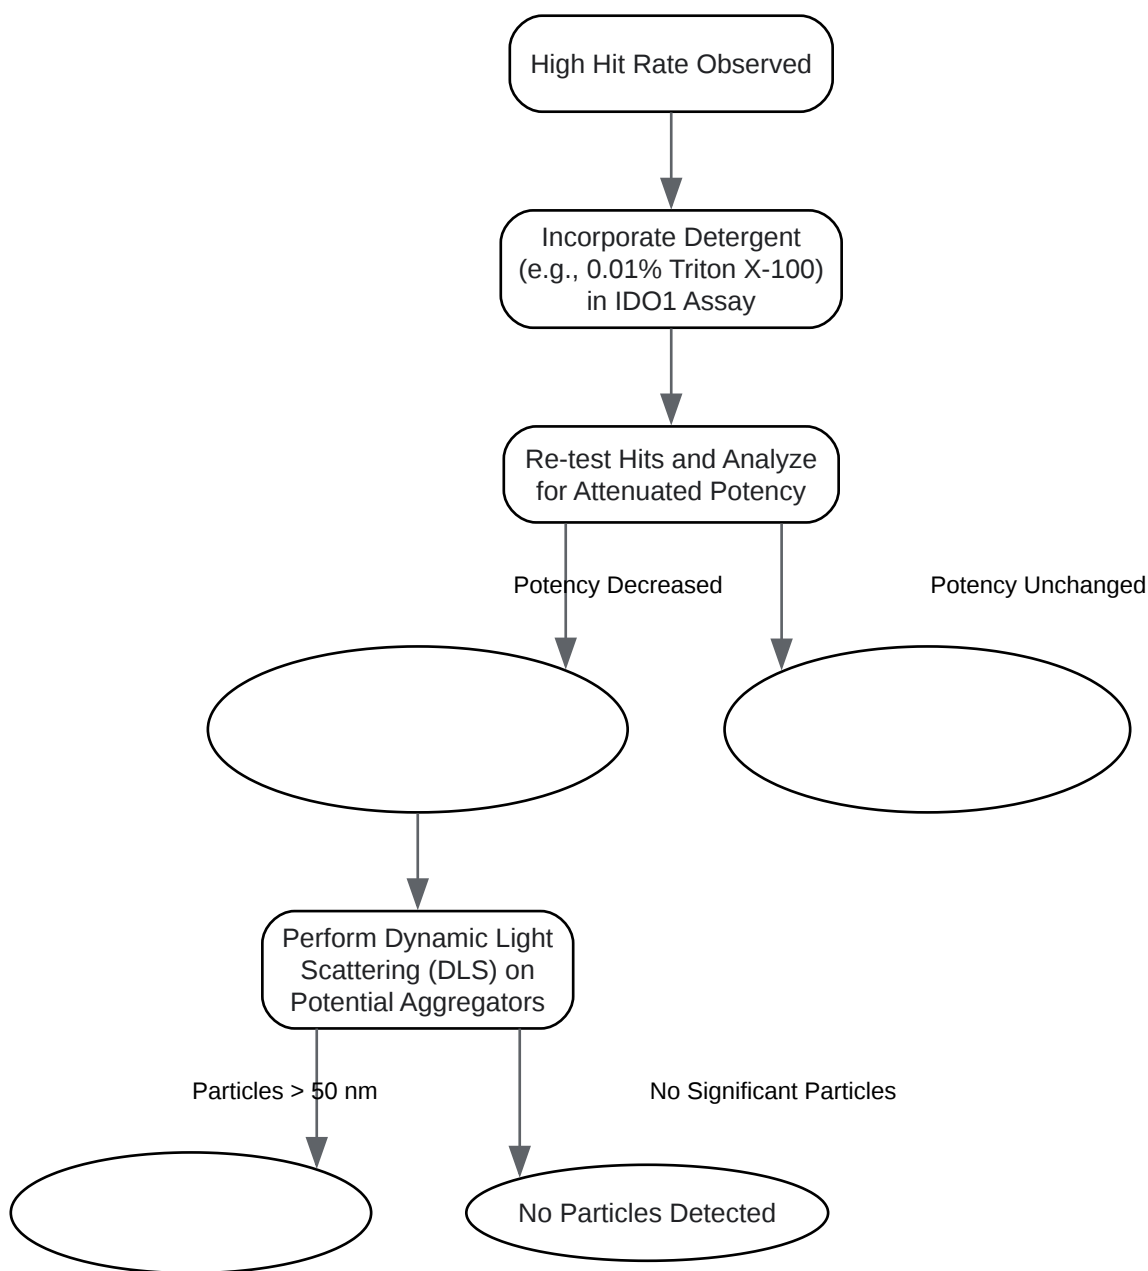 High Hit Rate Observed
Incorporate Detergent
(e.g., 0.01% Triton X-100)
in IDO1 Assay
Re-test Hits and Analyze
for Attenuated Potency
Potency Decreased
Potency Unchanged
Perform Dynamic Light
Scattering (DLS) on
Potential Aggregators
Particles > 50 nm
No Significant Particles
No Particles Detected